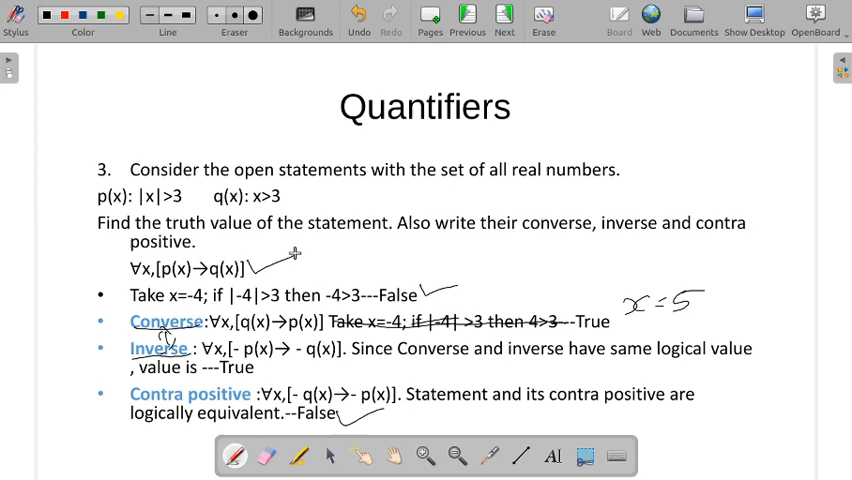 Stylus Color Line Eraser Backgrounds Undo Redo Pages Previous Next Erase Board Web Documents Show Desktop OpenBoard
Quantifiers
3. Consider the open statements with the set of all real numbers.
p(x): |x|>3 q(x): x>3
Find the truth value of the statement. Also write their converse, inverse and contra
positive.
∀x,[p(x)→q(x)]
• Take x=-4; if |-4|>3 then -4>3---False
x=5
• Converse:∀x,[q(x)→p(x)] Take x=-4; if |-4| >3 then 4>3---True
• Inverse : ∀x,[- p(x)→ - q(x)]. Since Converse and inverse have same logical value
, value is ---True
• Contra positive :∀x,[- q(x)→- p(x)]. Statement and its contra positive are
logically equivalent.--False
AI